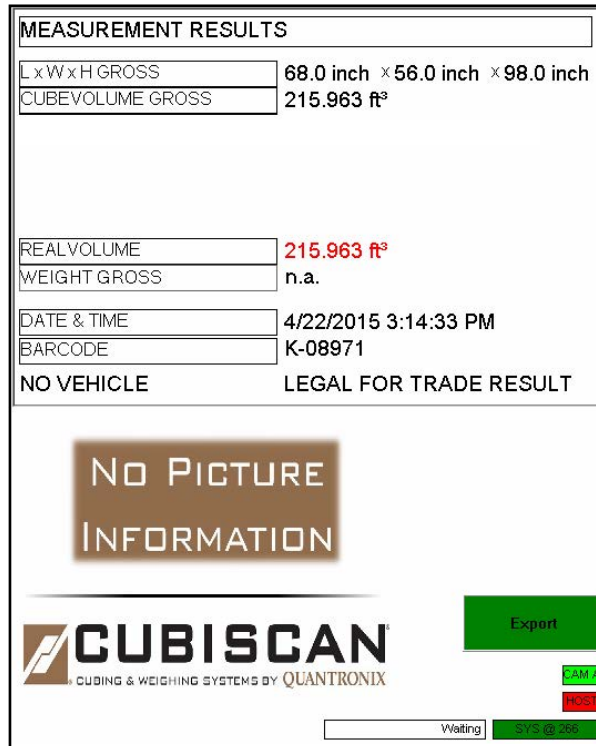 MEASUREMENT RESULTS
L x W x H GROSS 68.0 inch x 56.0 inch x 98.0 inch
CUBEVOLUME GROSS 215.963 ft³
REALVOLUME 215.963 ft³
WEIGHT GROSS n.a.
DATE & TIME 4/22/2015 3:14:33 PM
BARCODE K-08971
NO VEHICLE LEGAL FOR TRADE RESULT
NO PICTURE
INFORMATION
CUBISCAN
CUBING & WEIGHING SYSTEMS BY QUANTRONIX
Export
CAM A
HOST
Waiting SYS @ 266